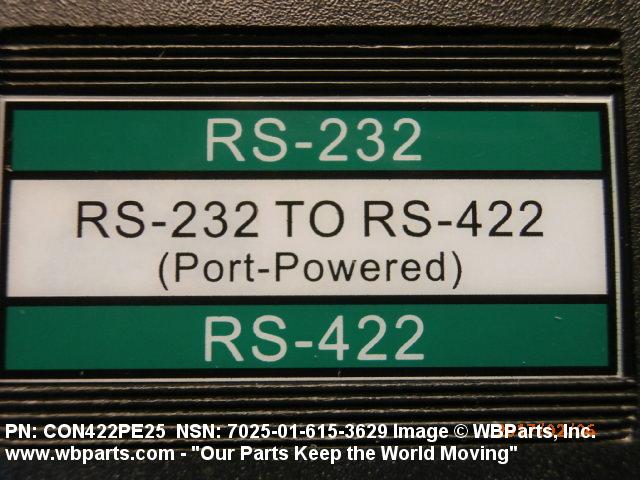 RS-232
RS-232 TO RS-422
(Port-Powered)
RS-422
PN: CON422PE25 NSN: 7025-01-615-3629 Image © WBParts, Inc.
www.wbparts.com - "Our Parts Keep the World Moving"